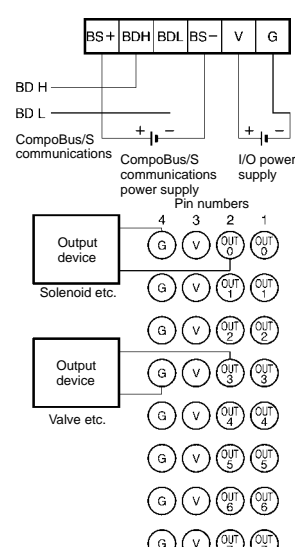 BS+ BDH BDL BS− V G
BD H
BD L
+ − + −
CompoBus/S
communications
CompoBus/S
communications
power supply
I/O power
supply
Pin numbers
4 3 2 1
Output
device
G V OUT 0 OUT 0
Solenoid etc.
G V OUT 1 OUT 1
G V OUT 2 OUT 2
Output
device
G V OUT 3 OUT 3
Valve etc.
G V OUT 4 OUT 4
G V OUT 5 OUT 5
G V OUT 6 OUT 6
G V OUT OUT